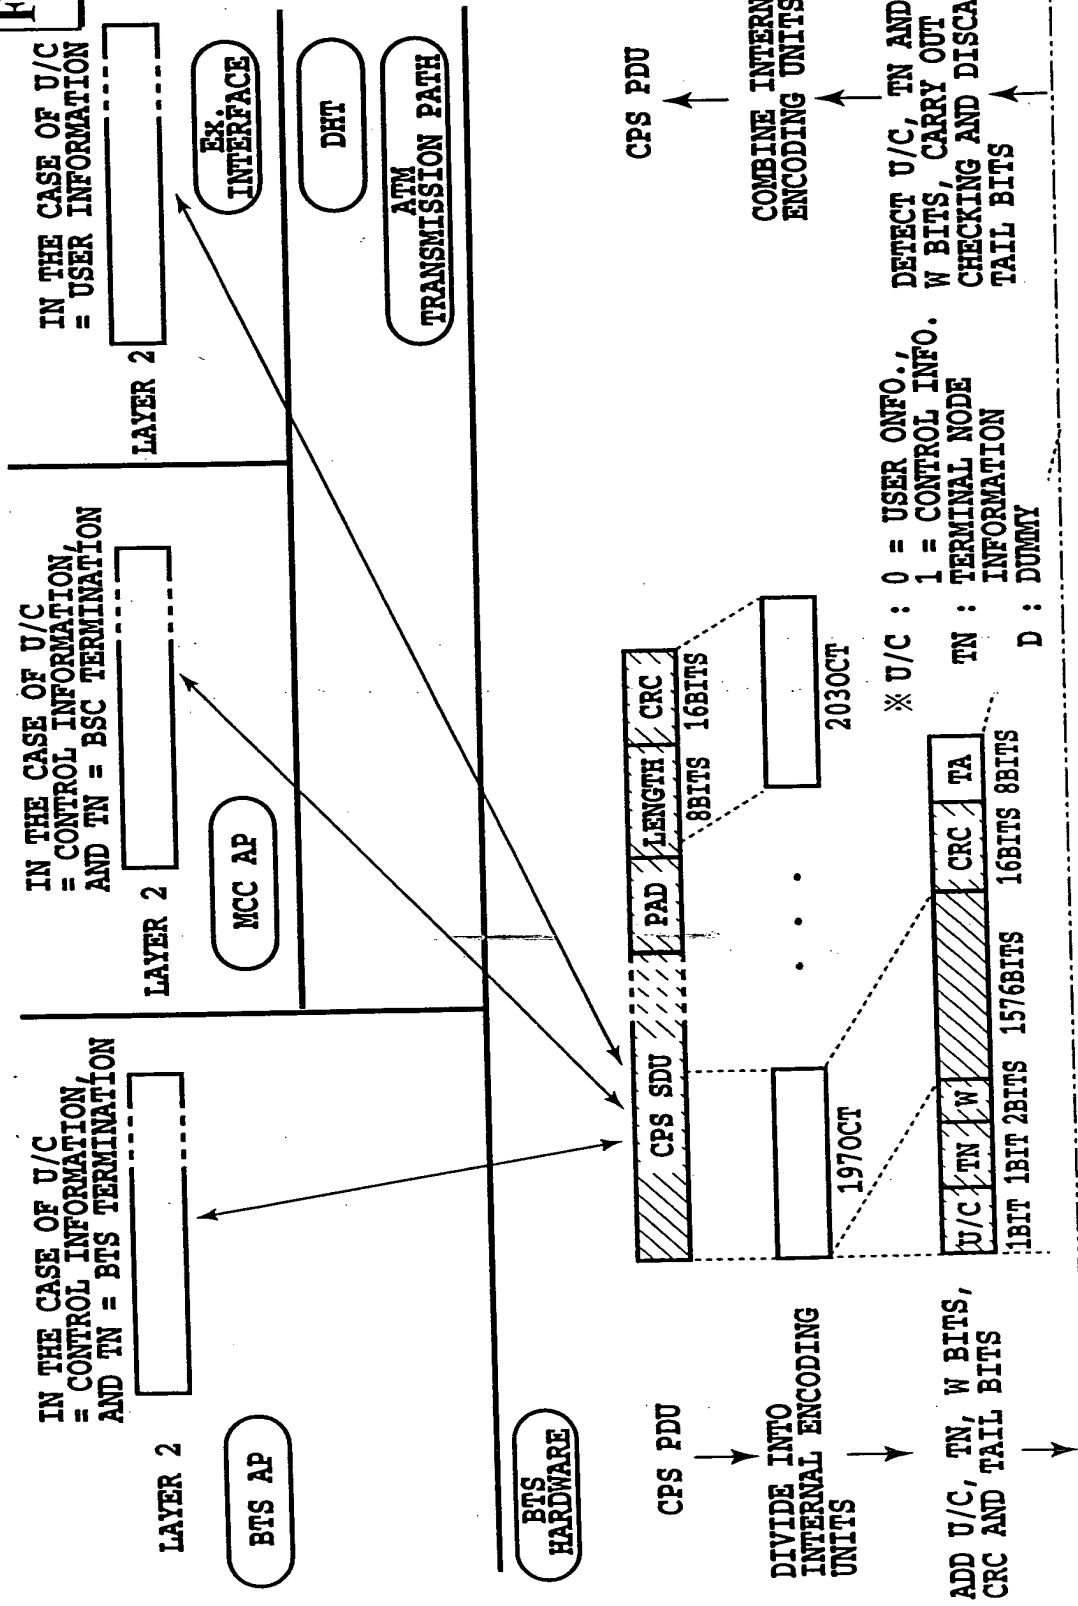 F
IN THE CASE OF U/C
= CONTROL INFORMATION,
AND TN = BTS TERMINATION
LAYER 2
BTS AP
IN THE CASE OF U/C
= CONTROL INFORMATION,
AND TN = BSC TERMINATION
LAYER 2
MCC AP
IN THE CASE OF U/C
= USER INFORMATION
LAYER 2
Ex.
INTERFACE
DHT
ATM
TRANSMISSION PATH
BTS
HARDWARE
CPS PDU
CPS SDU
PAD
LENGTH
CRC
8BITS
16BITS
CPS PDU
DIVIDE INTO
INTERNAL ENCODING
UNITS
197OCT
203OCT
COMBINE INTERN
ENCODING UNITS
ADD U/C, TN, W BITS,
CRC AND TAIL BITS
U/C
TN
W
CRC
TA
1BIT
1BIT
2BITS
1576BITS
16BITS
8BITS
※ U/C : 0 = USER ONFO.,
1 = CONTROL INFO.
TN : TERMINAL NODE
INFORMATION
D : DUMMY
DETECT U/C, TN AND
W BITS, CARRY OUT
CHECKING AND DISCA
TAIL BITS